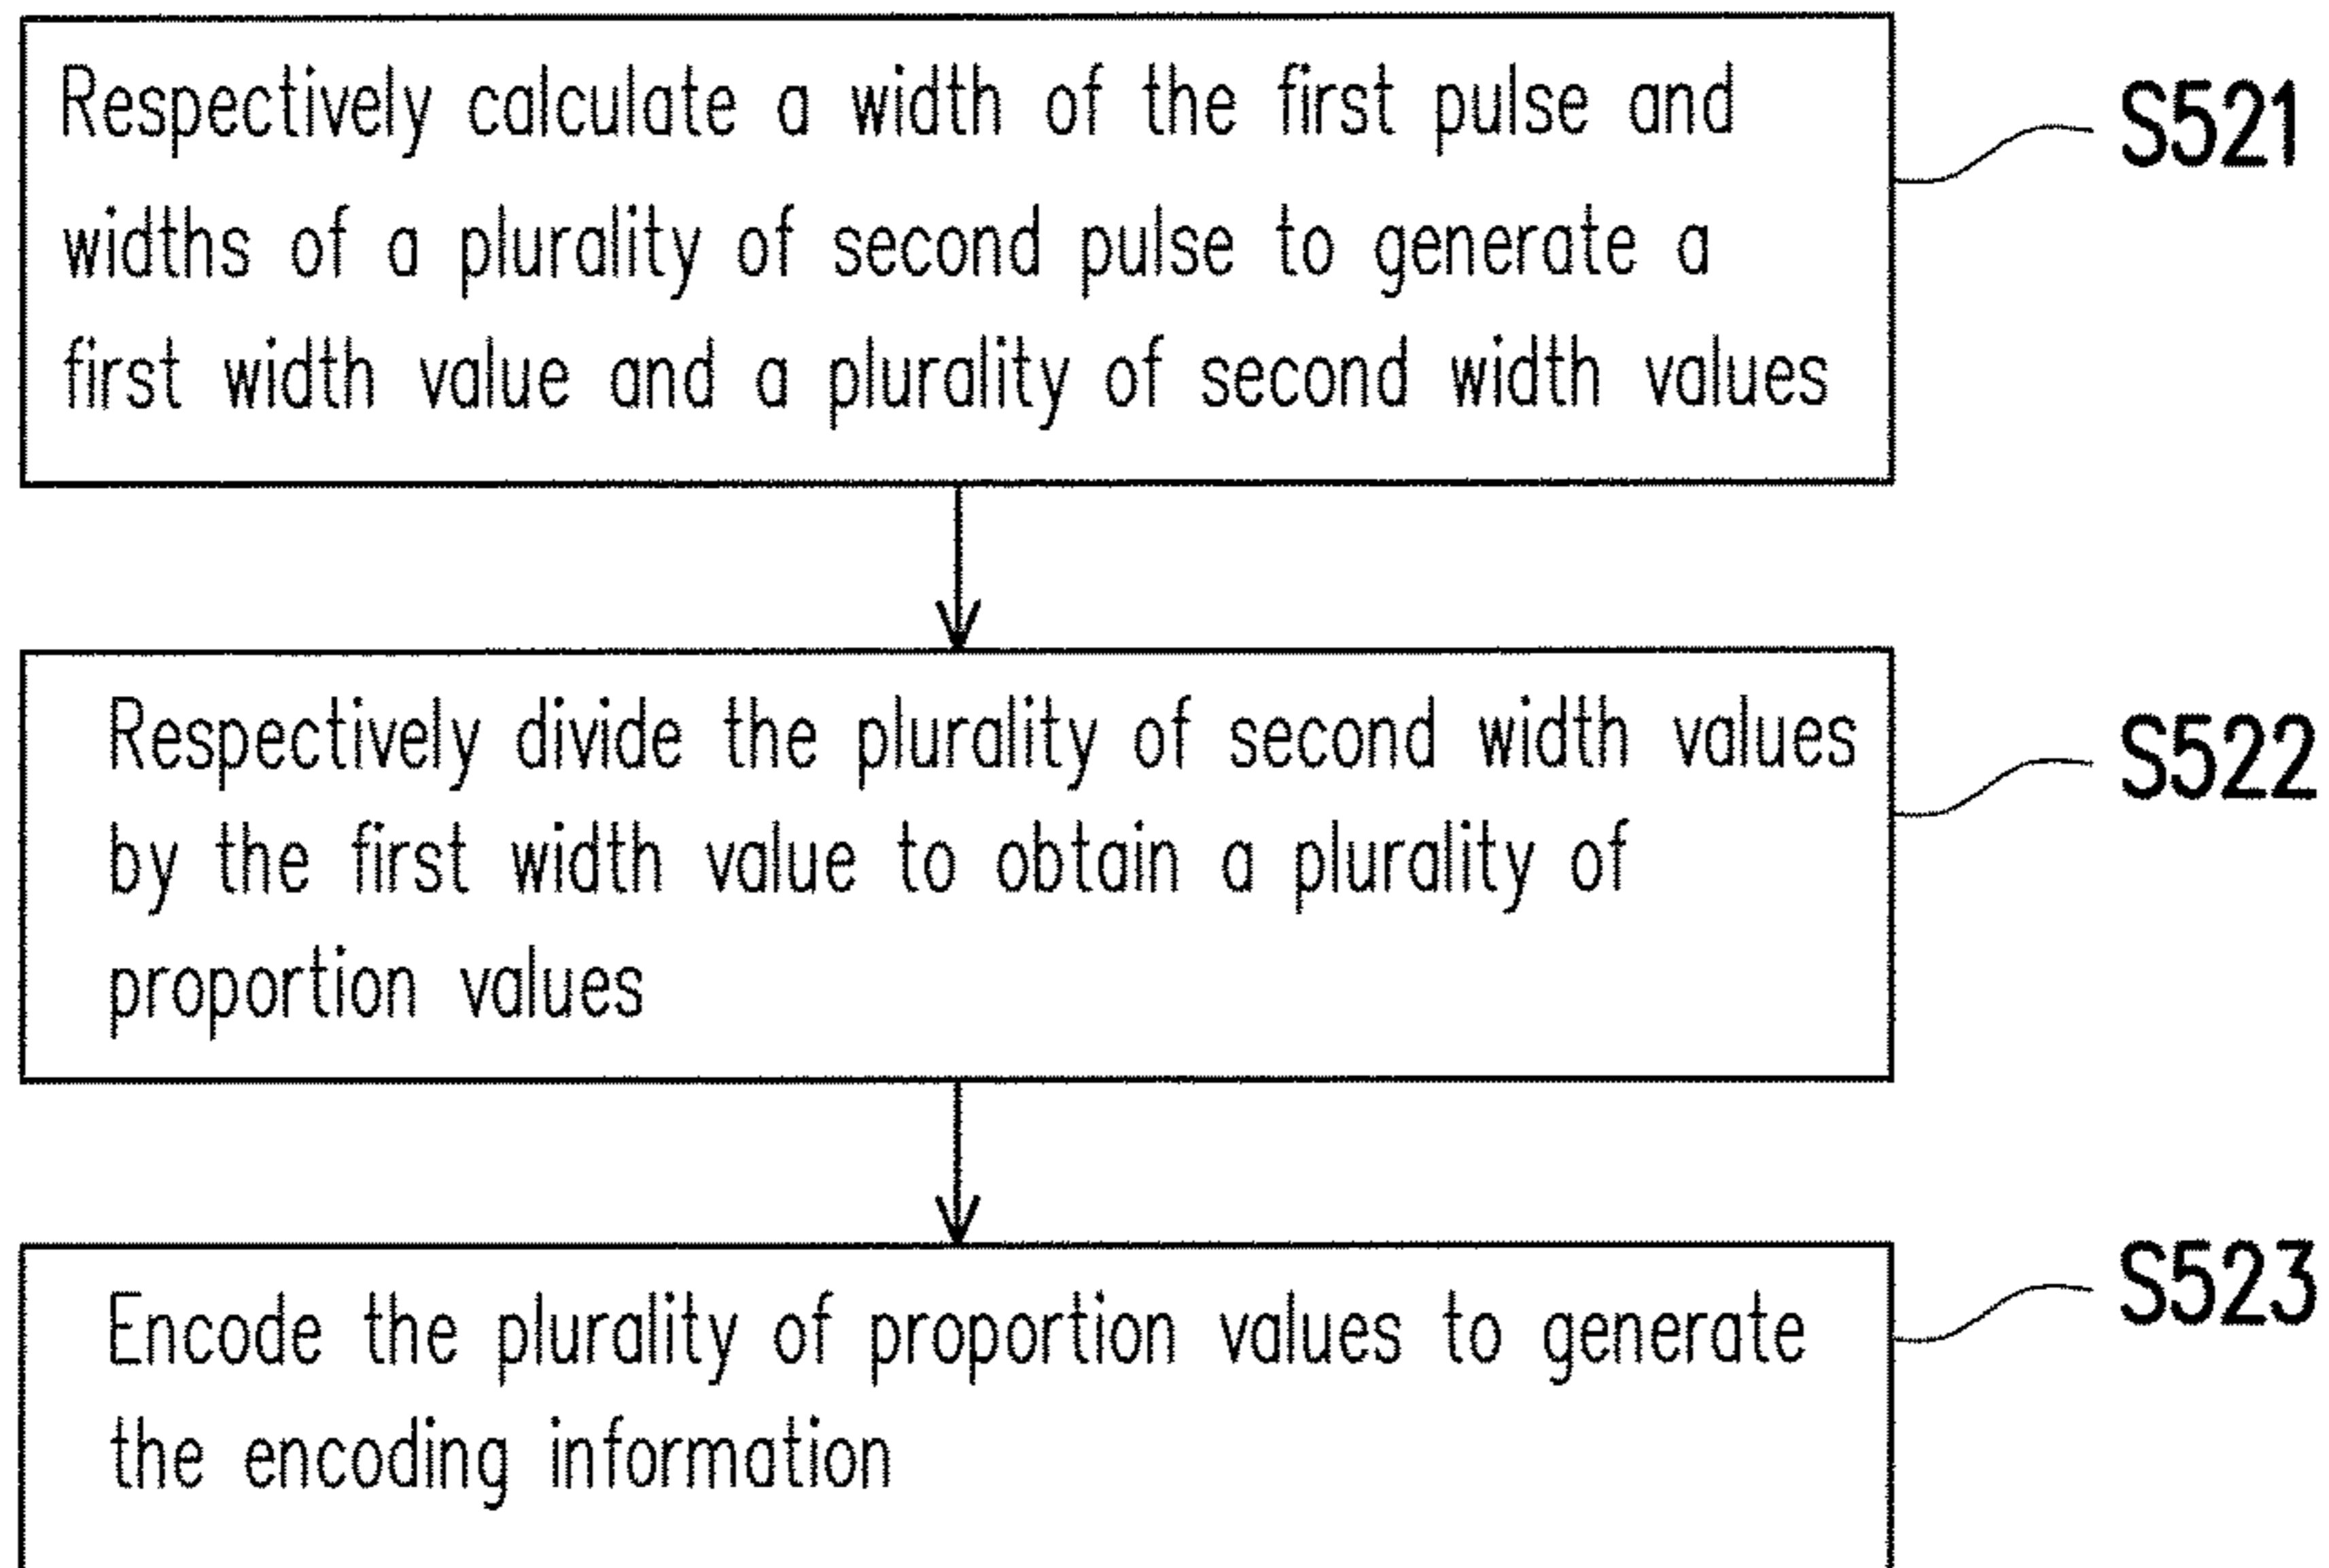 Respectively calculate a width of the first pulse and
widths of a plurality of second pulse to generate a
first width value and a plurality of second width values
S521
Respectively divide the plurality of second width values
by the first width value to obtain a plurality of
proportion values
S522
Encode the plurality of proportion values to generate
the encoding information
S523